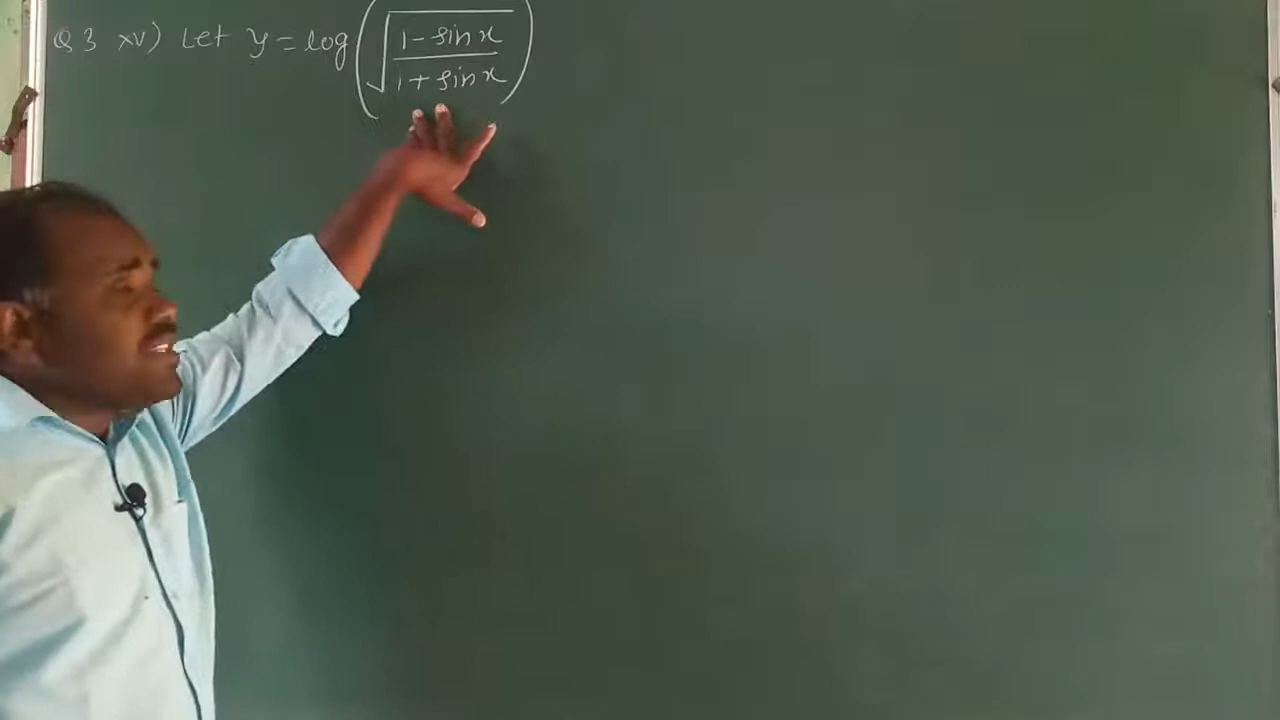 Q 3 xv) Let y = log(√(1 - sin x / 1 + sin x))